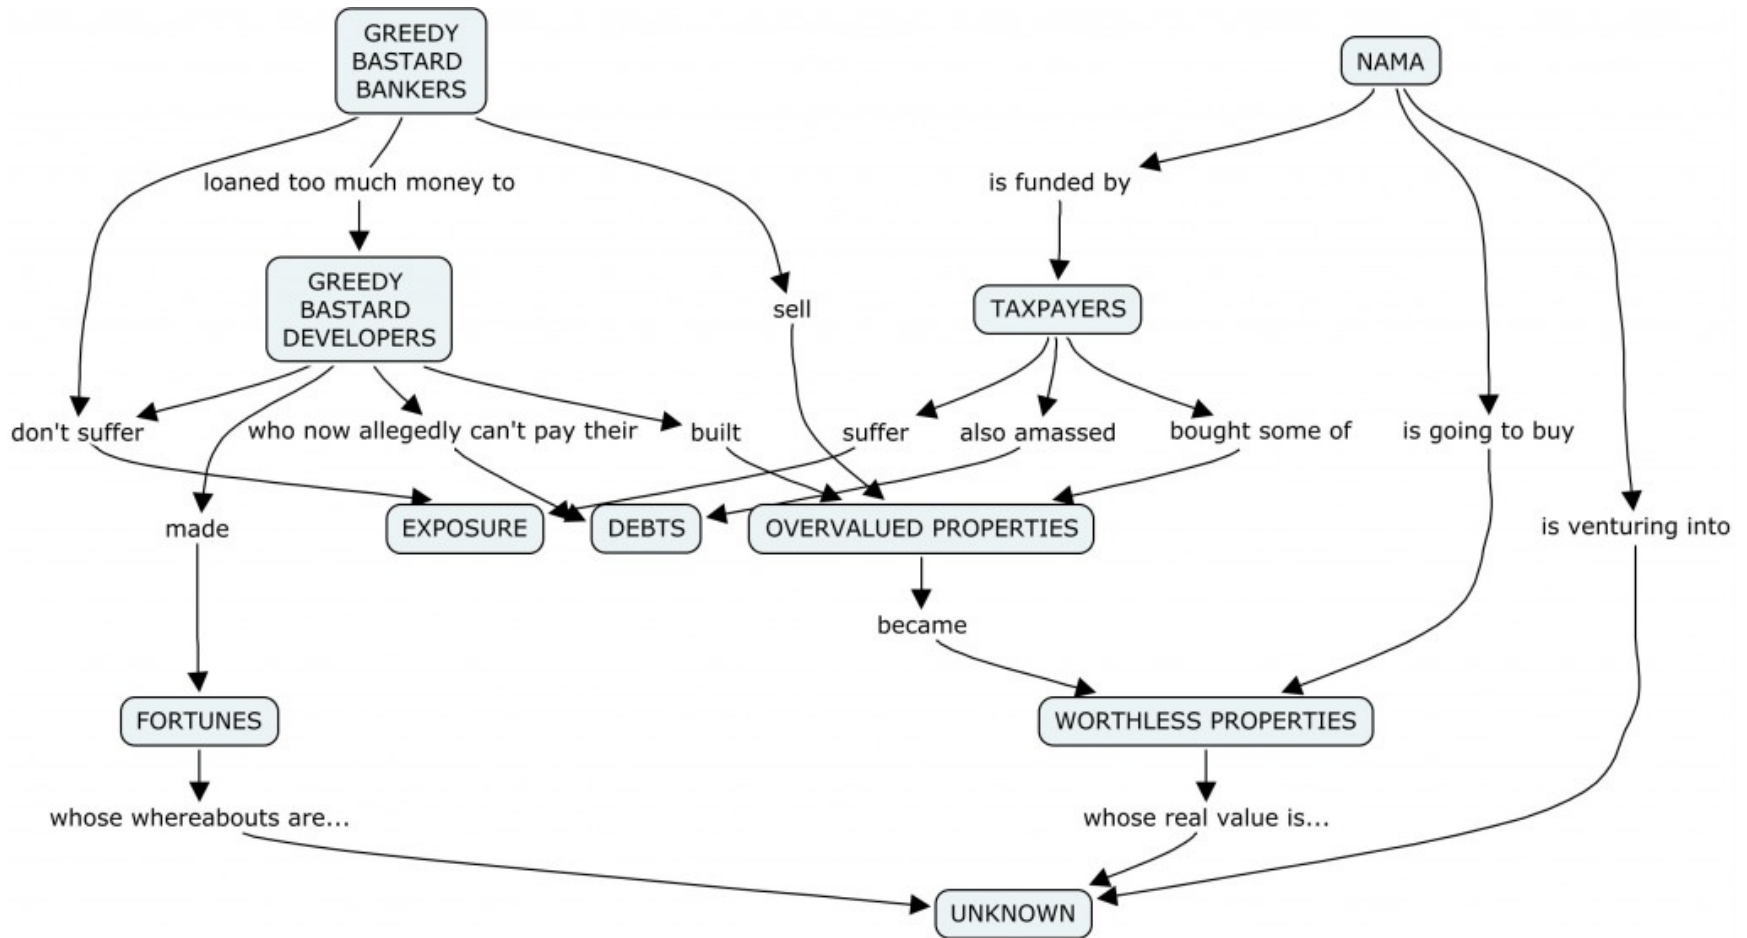 GREEDY
BASTARD
BANKERS
NAMA
loaned too much money to
is funded by
GREEDY
BASTARD
DEVELOPERS
sell
TAXPAYERS
don't suffer
who now allegedly can't pay their
built
suffer
also amassed
bought some of
is going to buy
made
EXPOSURE
DEBTS
OVERVALUED PROPERTIES
is venturing into
became
FORTUNES
WORTHLESS PROPERTIES
whose whereabouts are...
whose real value is...
UNKNOWN